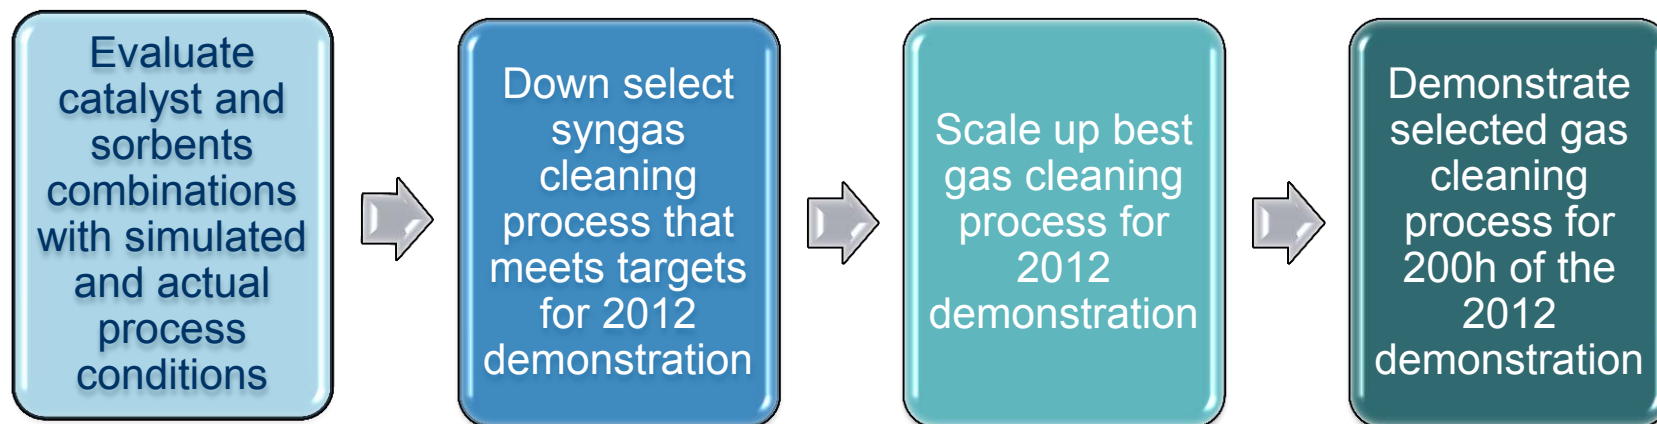 Evaluate
catalyst and
sorbents
combinations
with simulated
and actual
process
conditions
Down select
syngas
cleaning
process that
meets targets
for 2012
demonstration
Scale up best
gas cleaning
process for
2012
demonstration
Demonstrate
selected gas
cleaning
process for
200h of the
2012
demonstration